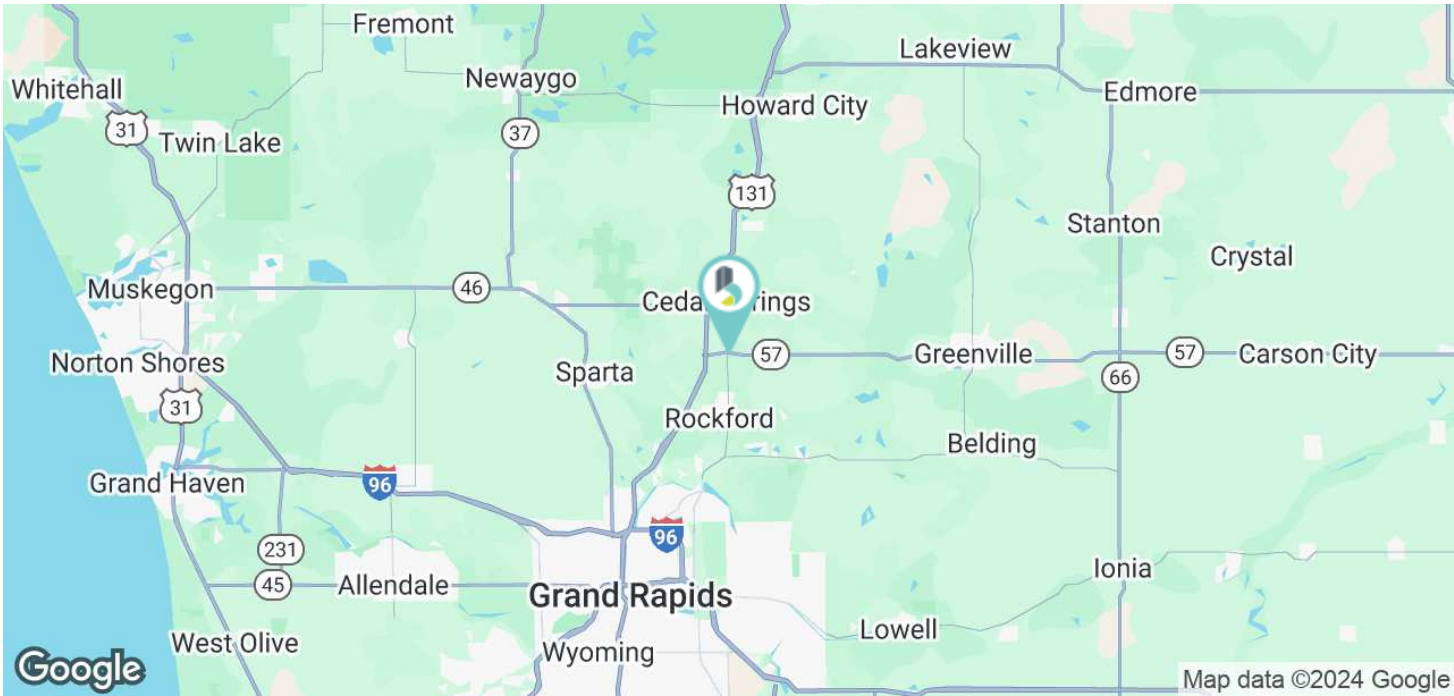 Fremont
Lakeview
Newaygo
Whitehall
Edmore
Howard City
31
37
Twin Lake
131
Stanton
Crystal
Muskegon
46
Ceda
rings
Norton Shores
57
Greenville
57
Carson City
Sparta
66
31
Rockford
Belding
Grand Haven
96
96
231
Ionia
45
Allendale
Grand Rapids
Lowell
West Olive
Wyoming
Google
Map data ©2024 Google